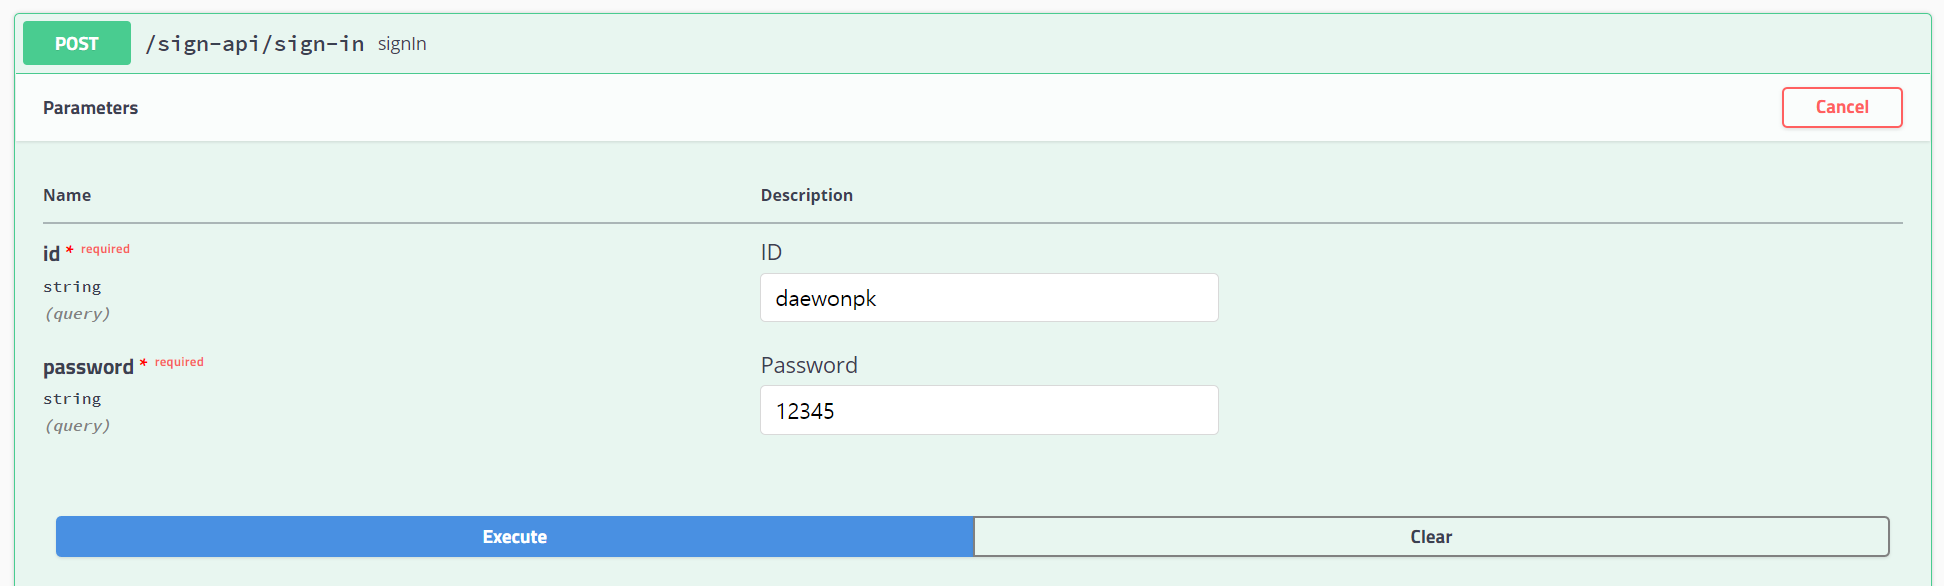 POST /sign-api/sign-in signIn
Parameters Cancel
Name Description
id * required ID
string
(query) daewonpk
password * required Password
string
(query) 12345
Execute Clear